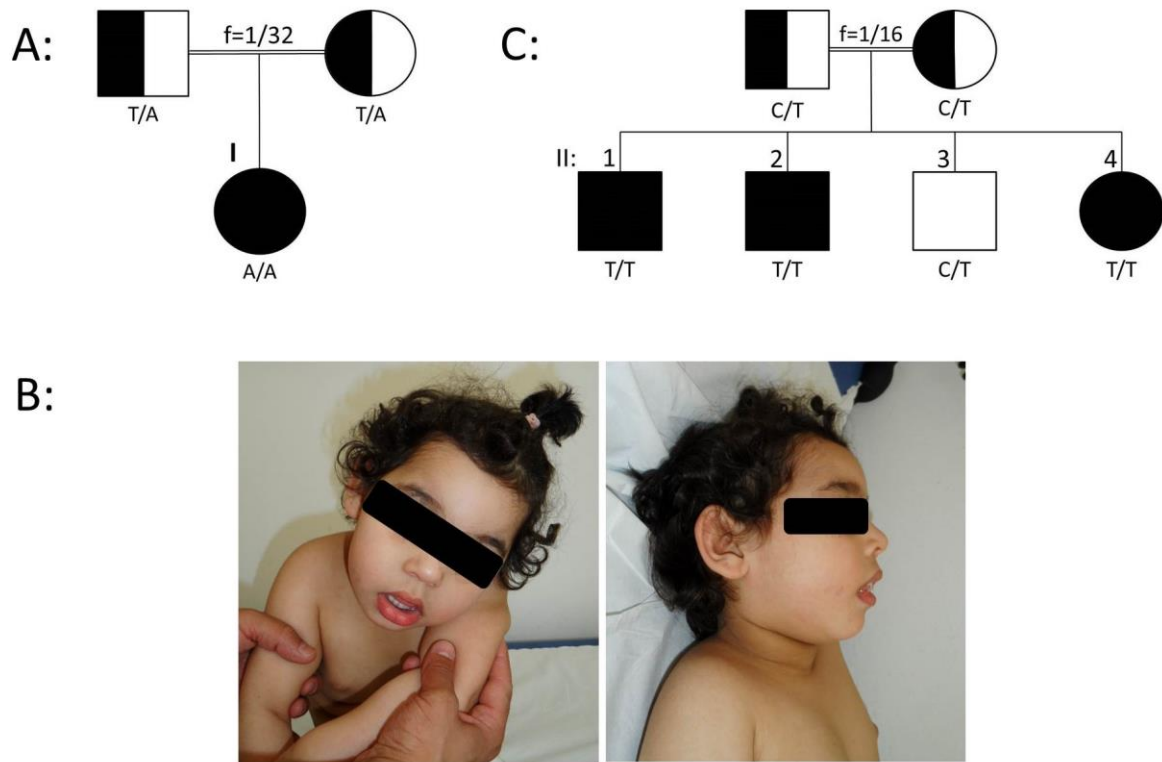 A:
f=1/32
T/A T/A
I
A/A
C:
f=1/16
C/T C/T
II: 1 2 3 4
T/T T/T C/T T/T
B: